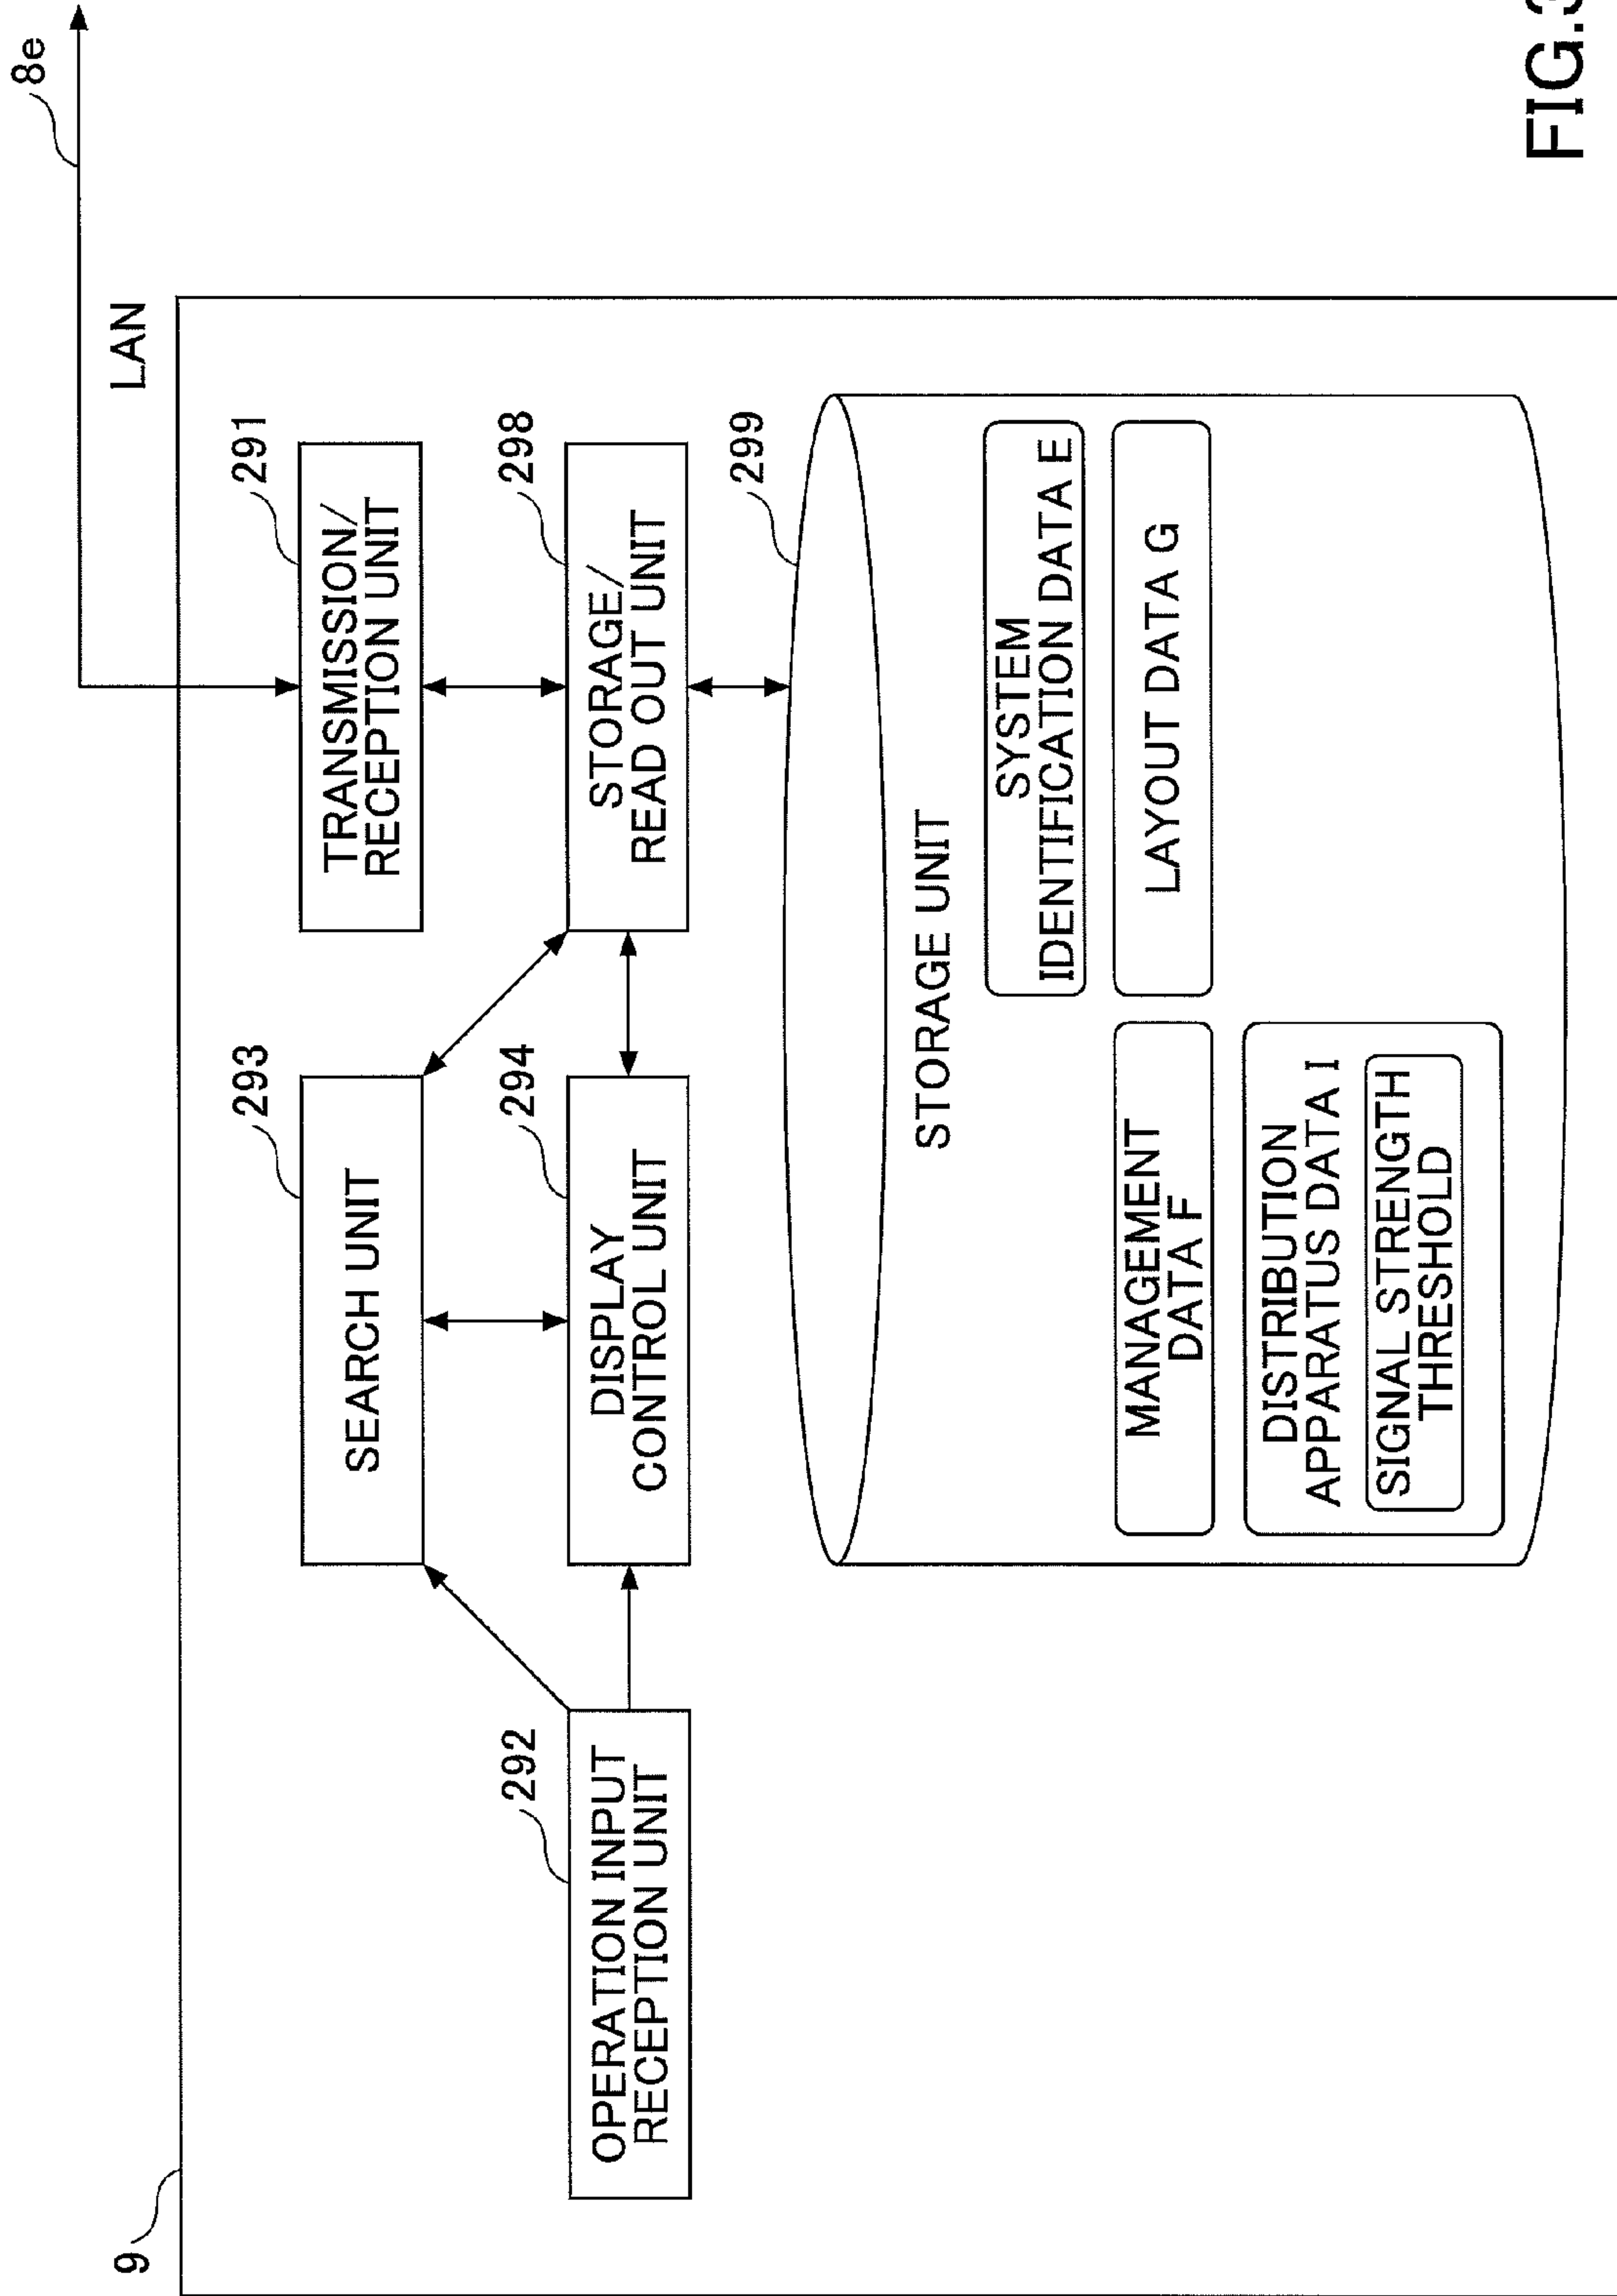 8e
LAN
9
291
TRANSMISSION/
RECEPTION UNIT
293
SEARCH UNIT
298
STORAGE/
READ OUT UNIT
294
DISPLAY
CONTROL UNIT
292
OPERATION INPUT
RECEPTION UNIT
299
STORAGE UNIT
SYSTEM
IDENTIFICATION DATA E
MANAGEMENT
DATA F
LAYOUT DATA G
DISTRIBUTION
APPARATUS DATA I
SIGNAL STRENGTH
THRESHOLD
FIG.3